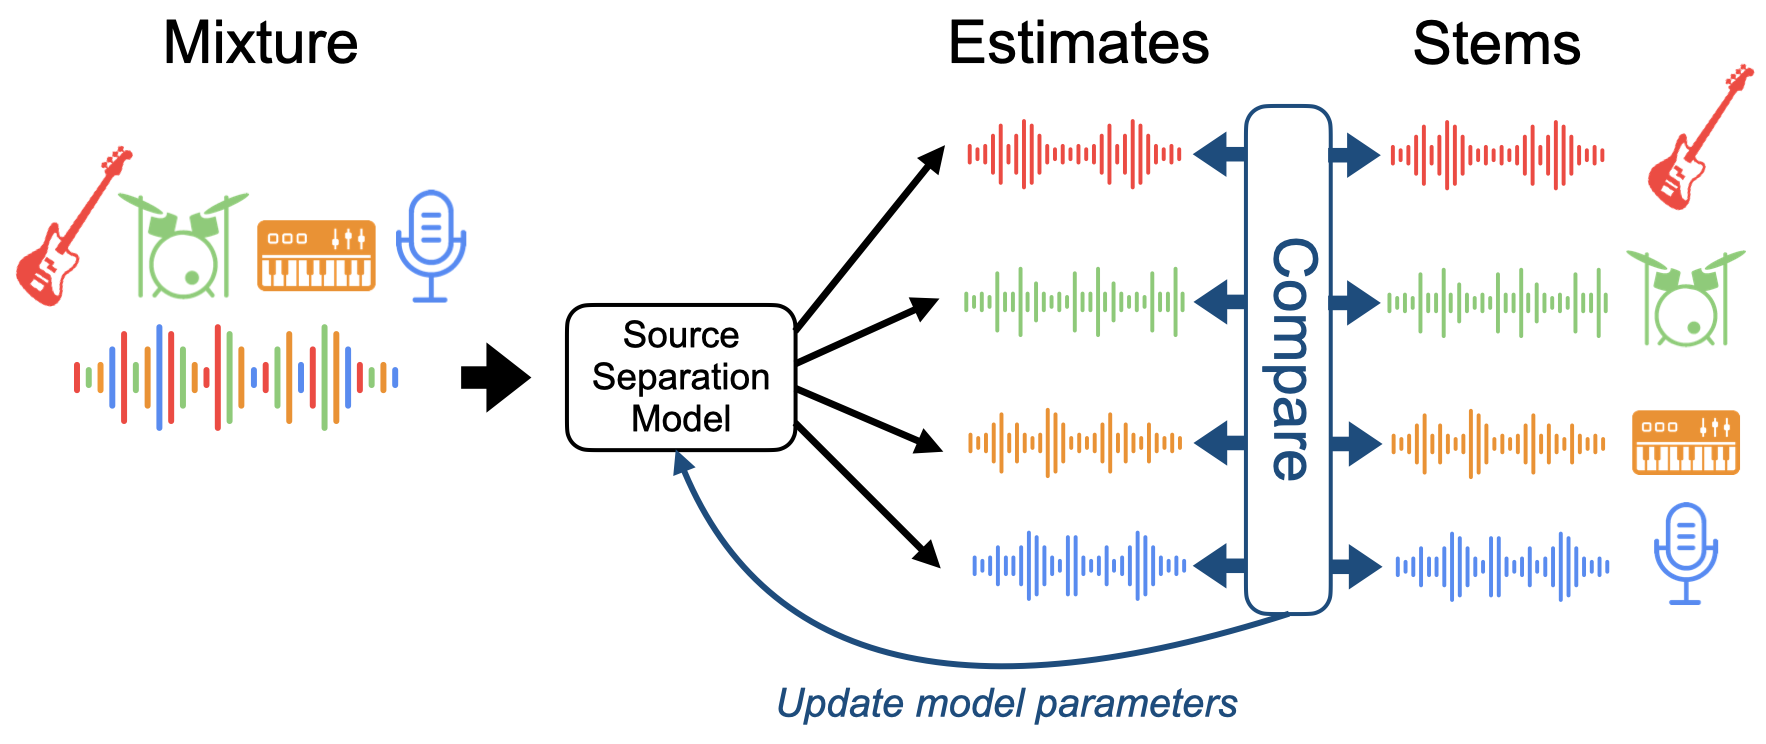 Mixture
Estimates
Stems
Source
Separation
Model
Compare
Update model parameters